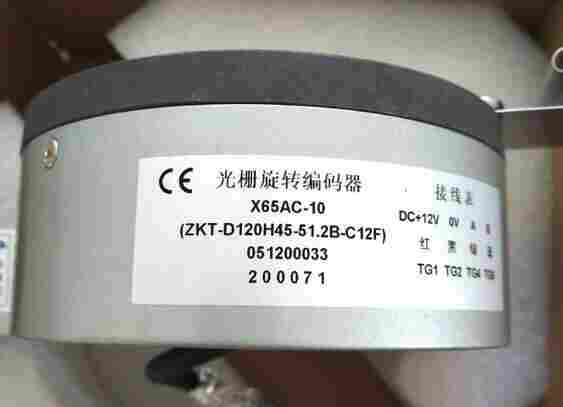 CE 光栅旋转编码器
X65AC-10
(ZKT-D120H45-51.2B-C12F)
051200033
200071
接线表
DC+12V 0V A B
红 黑 绿
TG1 TG2 TG4